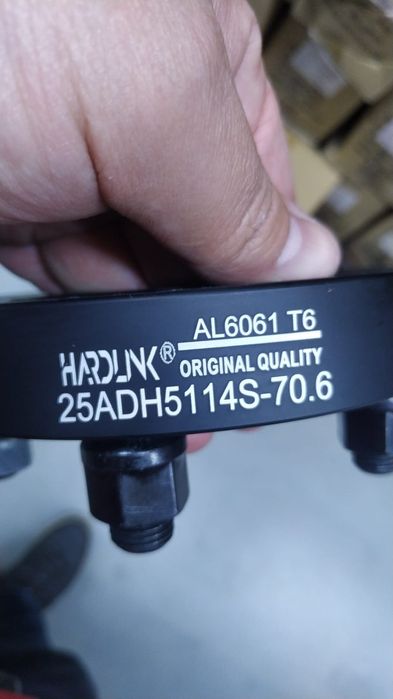 AL6061 T6
HARDLINK® ORIGINAL QUALITY
25ADH5114S-70.6